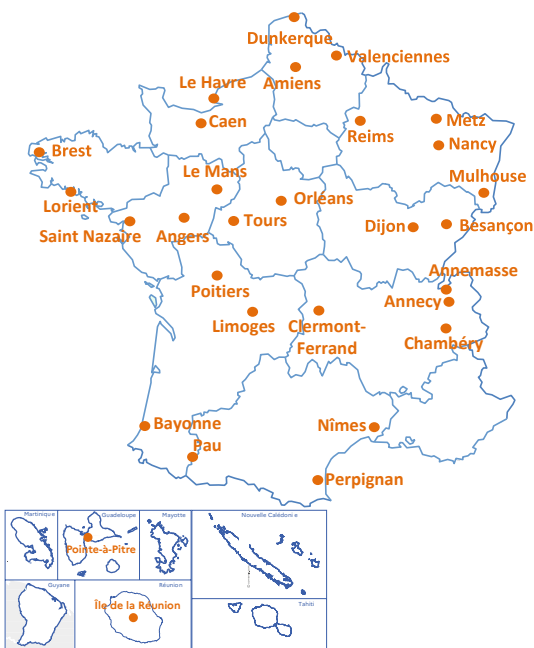 Dunkerque
Valenciennes
Le Havre
Amiens
Caen
Reims
Metz
Nancy
Brest
Le Mans
Mulhouse
Lorient
Orléans
Saint Nazaire
Angers
Tours
Dijon
Besançon
Annemasse
Poitiers
Annecy
Limoges
Clermont-
Ferrand
Chambéry
Bayonne
Nîmes
Pau
Perpignan
Martinique
Guadeloupe
Mayotte
Nouvelle Calédonie
Pointe-à-Pitre
Guyane
Réunion
Île de la Réunion
Tahiti